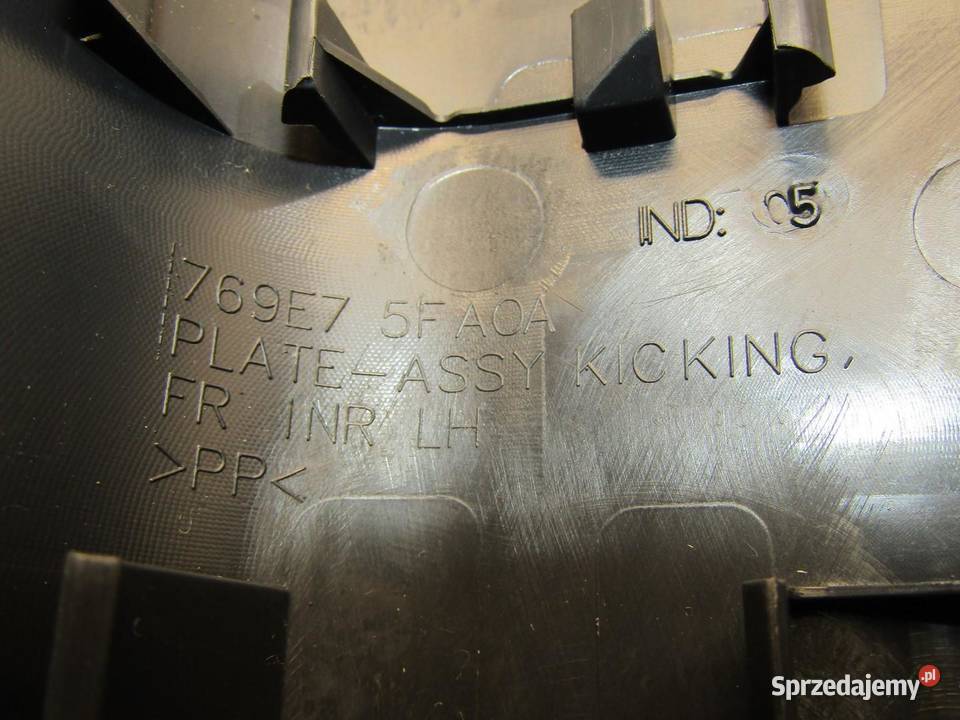 IND: 05
769E7 5FA0A
PLATE-ASSY KICKING,
FR INR LH
>PP<
Sprzedajemy.pl